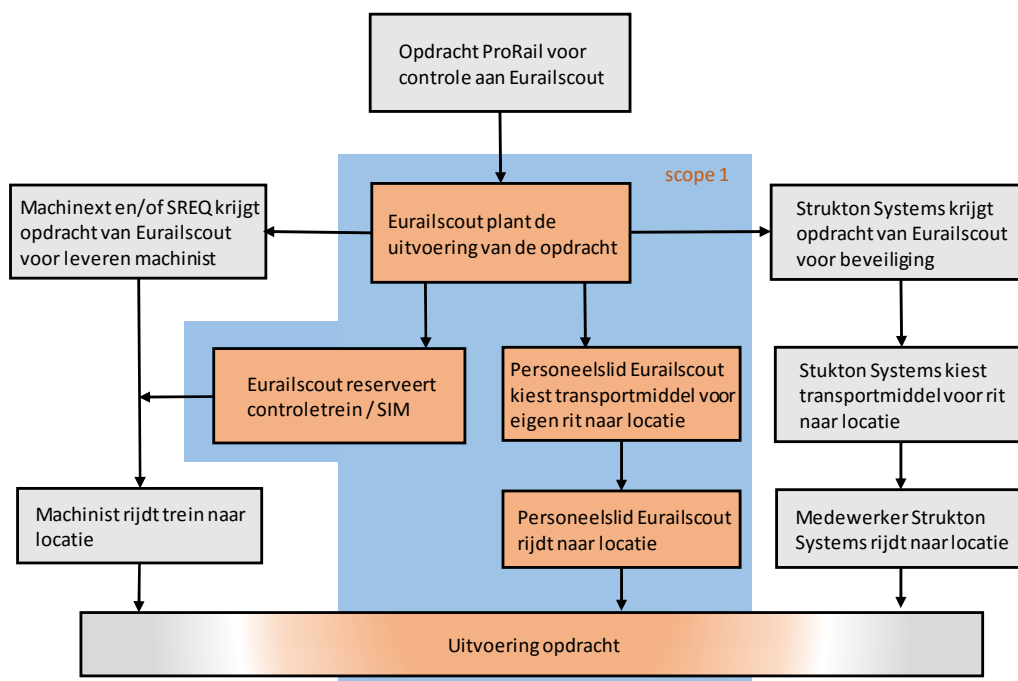 Opdracht ProRail voor
controle aan Eurailscout
scope 1
Machinext en/of SREQ krijgt
opdracht van Eurailscout
voor leveren machinist
Eurailscout plant de
uitvoering van de opdracht
Strukton Systems krijgt
opdracht van Eurailscout
voor beveiliging
Eurailscout reserveert
controletrein / SIM
Personeelslid Eurailscout
kiest transportmiddel voor
eigen rit naar locatie
Stukton Systems kiest
transportmiddel voor rit
naar locatie
Machinist rijdt trein naar
locatie
Personeelslid Eurailscout
rijdt naar locatie
Medewerker Strukton
Systems rijdt naar locatie
Uitvoering opdracht